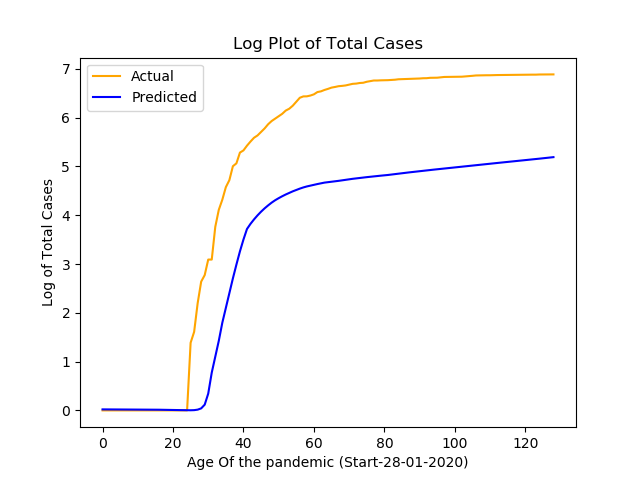 Log Plot of Total Cases
Actual
Predicted
7
6
5
4
3
2
1
0
Log of Total Cases
0 20 40 60 80 100 120
Age Of the pandemic (Start-28-01-2020)